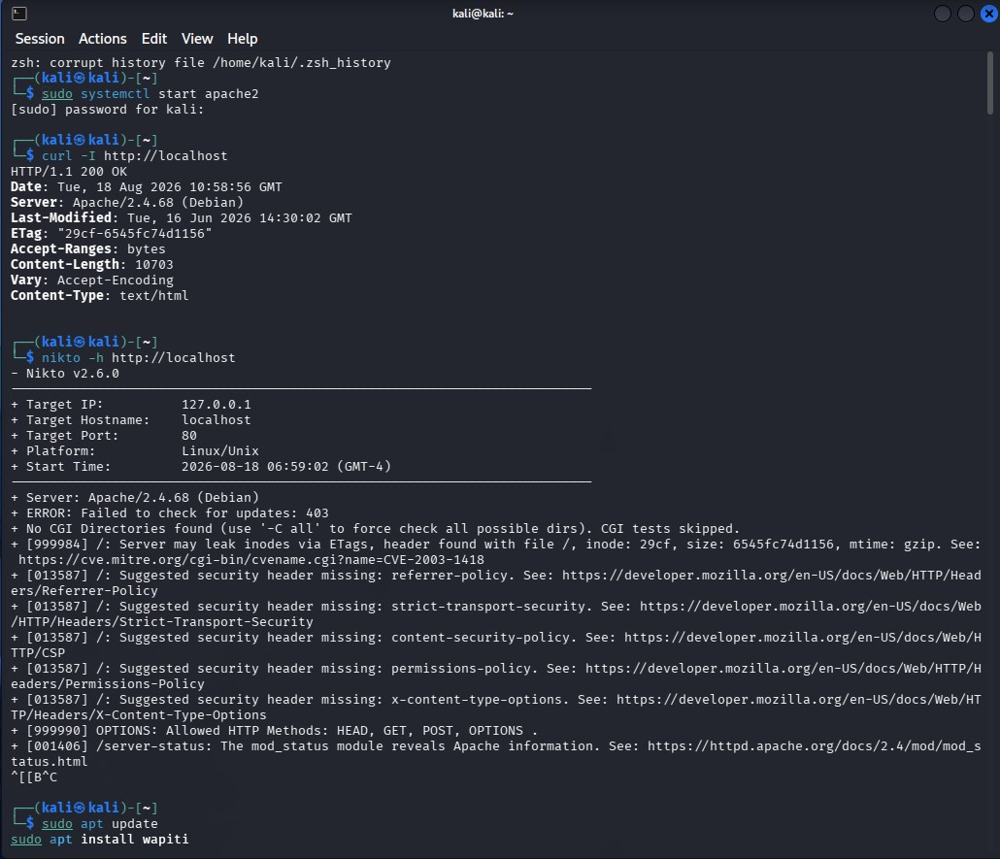 kali@kali: ~
Session Actions Edit View Help
zsh: corrupt history file /home/kali/.zsh_history
┌──(kali㉿kali)-[~]
└─$ sudo systemctl start apache2
[sudo] password for kali:
┌──(kali㉿kali)-[~]
└─$ curl -I http://localhost
HTTP/1.1 200 OK
Date: Tue, 18 Aug 2026 10:58:56 GMT
Server: Apache/2.4.68 (Debian)
Last-Modified: Tue, 16 Jun 2026 14:30:02 GMT
ETag: "29cf-6545fc74d1156"
Accept-Ranges: bytes
Content-Length: 10703
Vary: Accept-Encoding
Content-Type: text/html
┌──(kali㉿kali)-[~]
└─$ nikto -h http://localhost
- Nikto v2.6.0
---------------------------------------------------------------------------
+ Target IP:          127.0.0.1
+ Target Hostname:    localhost
+ Target Port:        80
+ Platform:           Linux/Unix
+ Start Time:         2026-08-18 06:59:02 (GMT-4)
---------------------------------------------------------------------------
+ Server: Apache/2.4.68 (Debian)
+ ERROR: Failed to check for updates: 403
+ No CGI Directories found (use '-C all' to force check all possible dirs). CGI tests skipped.
+ [999984] /: Server may leak inodes via ETags, header found with file /, inode: 29cf, size: 6545fc74d1156, mtime: gzip. See:
 https://cve.mitre.org/cgi-bin/cvename.cgi?name=CVE-2003-1418
+ [013587] /: Suggested security header missing: referrer-policy. See: https://developer.mozilla.org/en-US/docs/Web/HTTP/Head
ers/Referrer-Policy
+ [013587] /: Suggested security header missing: strict-transport-security. See: https://developer.mozilla.org/en-US/docs/Web
/HTTP/Headers/Strict-Transport-Security
+ [013587] /: Suggested security header missing: content-security-policy. See: https://developer.mozilla.org/en-US/docs/Web/H
TTP/CSP
+ [013587] /: Suggested security header missing: permissions-policy. See: https://developer.mozilla.org/en-US/docs/Web/HTTP/H
eaders/Permissions-Policy
+ [013587] /: Suggested security header missing: x-content-type-options. See: https://developer.mozilla.org/en-US/docs/Web/HT
TP/Headers/X-Content-Type-Options
+ [999990] OPTIONS: Allowed HTTP Methods: HEAD, GET, POST, OPTIONS .
+ [001406] /server-status: The mod_status module reveals Apache information. See: https://httpd.apache.org/docs/2.4/mod/mod_s
tatus.html
^[[B^C
┌──(kali㉿kali)-[~]
└─$ sudo apt update
sudo apt install wapiti